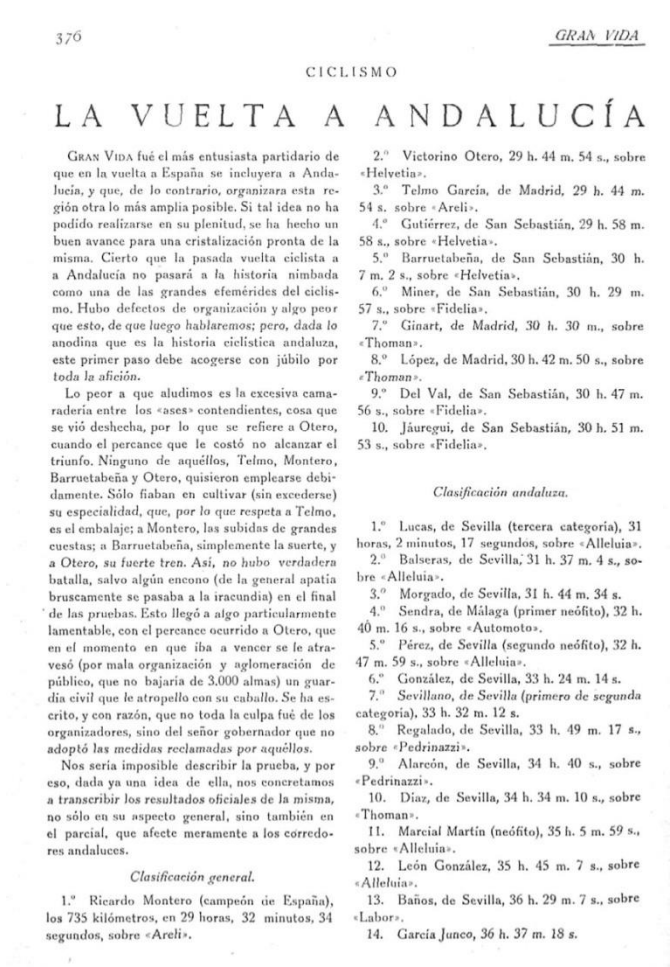 376
GRAN VIDA
CICLISMO
LA VUELTA A ANDALUCÍA
GRAN VIDA fué el más entusiasta partidario de
que en la vuelta a España se incluyera a Anda-
lucía, y que, de lo contrario, organizara esta re-
gión otra lo más amplia posible. Si tal idea no ha
podido realizarse en su plenitud, se ha hecho un
buen avance para una cristalización pronta de la
misma. Cierto que la pasada vuelta ciclista a
a Andalucía no pasará a la historia nimbada
como una de las grandes efemérides del ciclis-
mo. Hubo defectos de organización y algo peor
que esto, de que luego hablaremos; pero, dada lo
anodina que es la historia ciclística andaluza,
este primer paso debe acogerse con júbilo por
toda la afición.
Lo peor a que aludimos es la excesiva cama-
radería entre los «ases» contendientes, cosa que
se vió deshecha, por lo que se refiere a Otero,
cuando el percance que le costó no alcanzar el
triunfo. Ninguno de aquéllos, Telmo, Montero,
Barruetabeña y Otero, quisieron emplearse debi-
damente. Sólo fiaban en cultivar (sin excederse)
su especialidad, que, por lo que respeta a Telmo,
es el embalaje; a Montero, las subidas de grandes
cuestas; a Barruetabeña, simplemente la suerte, y
a Otero, su fuerte tren. Así, no hubo verdadera
batalla, salvo algún encono (de la general apatía
bruscamente se pasaba a la iracundia) en el final
de las pruebas. Esto llegó a algo particularmente
lamentable, con el percance ocurrido a Otero, que
en el momento en que iba a vencer se le atra-
vesó (por mala organización y aglomeración de
público, que no bajaría de 3.000 almas) un guar-
dia civil que le atropello con su caballo. Se ha es-
crito, y con razón, que no toda la culpa fué de los
organizadores, sino del señor gobernador que no
adoptó las medidas reclamadas por aquéllos.
Nos sería imposible describir la prueba, y por
eso, dada ya una idea de ella, nos concretamos
a transcribir los resultados oficiales de la misma,
no sólo en su aspecto general, sino también en
el parcial, que afecte meramente a los corredo-
res andaluces.
Clasificación general.
1.º Ricardo Montero (campeón de España),
los 735 kilómetros, en 29 horas, 32 minutos, 34
segundos, sobre «Areli».
2.º Victorino Otero, 29 h. 44 m. 54 s., sobre
«Helvetia».
3.º Telmo García, de Madrid, 29 h. 44 m.
54 s. sobre «Areli».
4.º Gutiérrez, de San Sebastián, 29 h. 58 m.
58 s., sobre «Helvetia».
5.º Barruetabeña, de San Sebastián, 30 h.
7 m. 2 s., sobre «Helvetia».
6.º Miner, de San Sebastián, 30 h. 29 m.
57 s., sobre «Fidelia».
7.º Ginart, de Madrid, 30 h. 30 m., sobre
«Thoman».
8.º López, de Madrid, 30 h. 42 m. 50 s., sobre
«Thoman».
9.º Del Val, de San Sebastián, 30 h. 47 m.
56 s., sobre «Fidelia».
10. Jáuregui, de San Sebastián, 30 h. 51 m.
53 s., sobre «Fidelia».
Clasificación andaluza.
1.º Lucas, de Sevilla (tercera categoría), 31
horas, 2 minutos, 17 segundos, sobre «Alleluia».
2.º Balseras, de Sevilla, 31 h. 37 m. 4 s., so-
bre «Alleluia».
3.º Morgado, de Sevilla, 31 h. 44 m. 34 s.
4.º Sendra, de Málaga (primer neófito), 32 h.
40 m. 16 s., sobre «Automoto».
5.º Pérez, de Sevilla (segundo neófito), 32 h.
47 m. 59 s., sobre «Alleluia».
6.º González, de Sevilla, 33 h. 24 m. 14 s.
7.º Sevillano, de Sevilla (primero de segunda
categoría), 33 h. 32 m. 12 s.
8.º Regalado, de Sevilla, 33 h. 49 m. 17 s.,
sobre «Pedrinazzi».
9.º Alarcón, de Sevilla, 34 h. 40 s., sobre
«Pedrinazzi».
10. Díaz, de Sevilla, 34 h. 34 m. 10 s., sobre
«Thoman».
11. Marcial Martín (neófito), 35 h. 5 m. 59 s.,
sobre «Alleluia».
12. León González, 35 h. 45 m. 7 s., sobre
«Alleluia».
13. Baños, de Sevilla, 36 h. 29 m. 7 s., sobre
«Labor».
14. García Junco, 36 h. 37 m. 18 s.